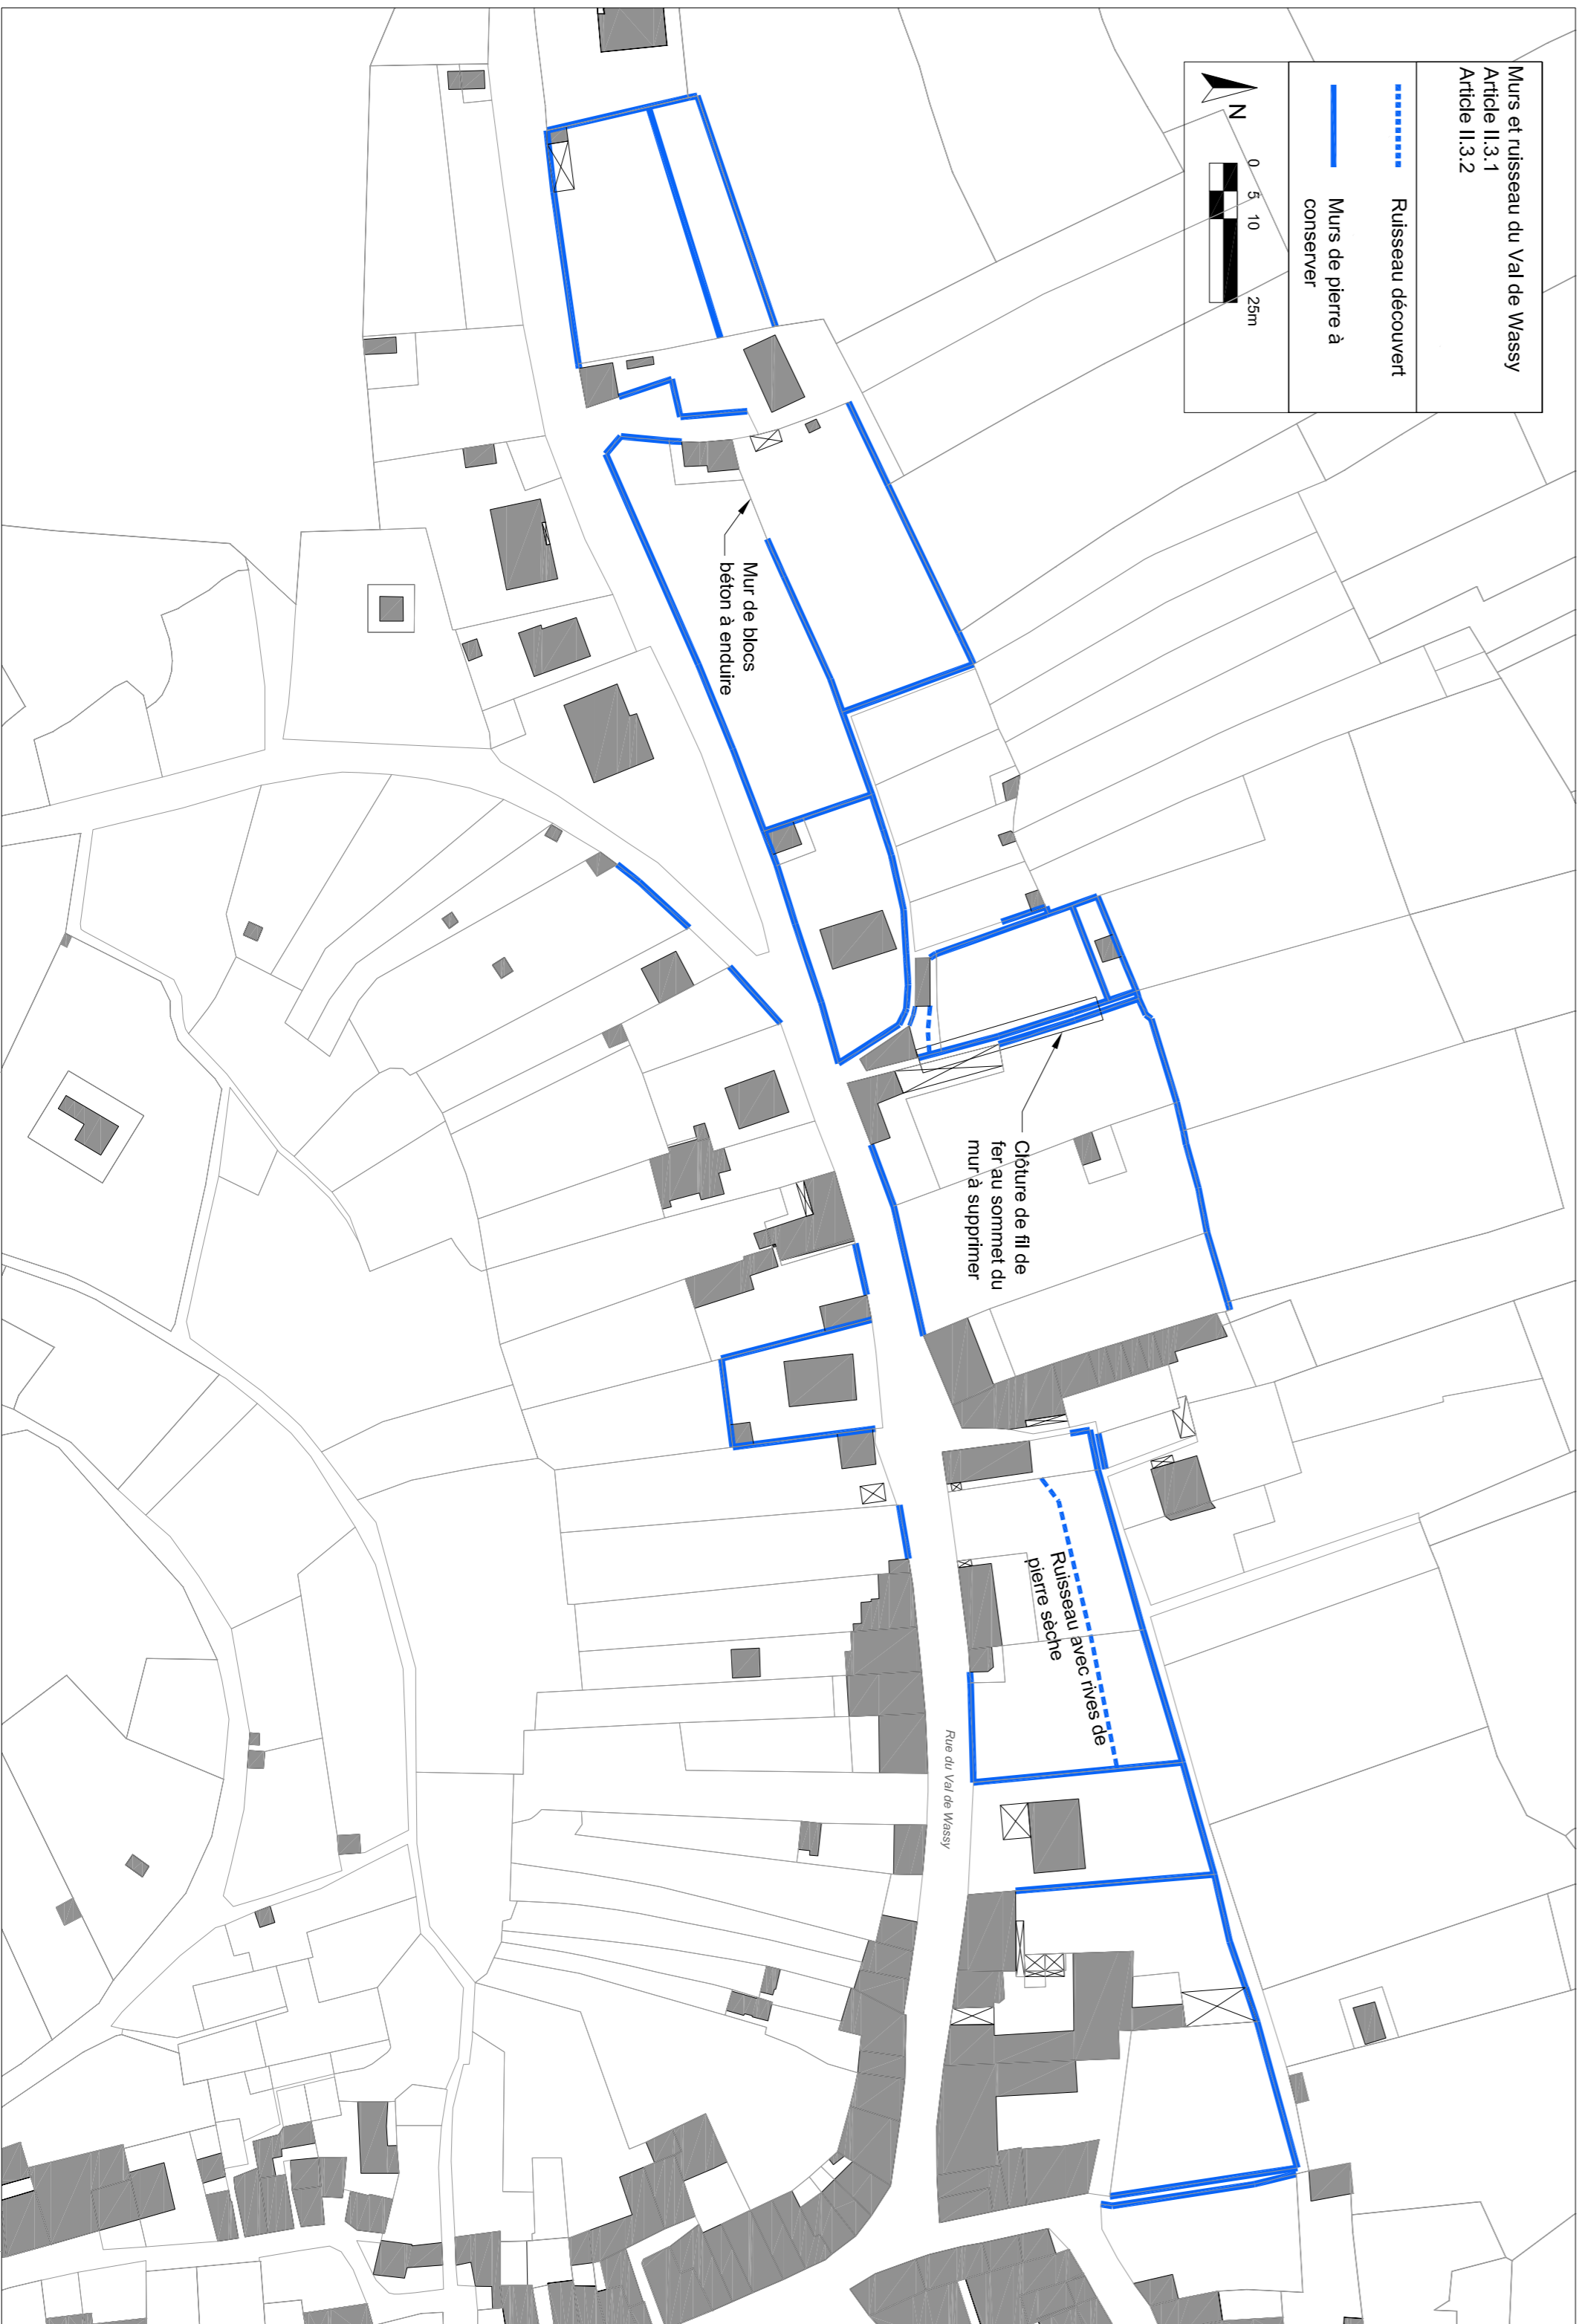 Murs et ruisseau du Val de Wassy
Article II.3.1
Article II.3.2
Ruisseau découvert
Murs de pierre à
conserver
N
0 5 10 25m
Mur de blocs
béton à enduire
Clôture de fil de
fer au sommet du
mur à supprimer
Ruisseau avec rives de
pierre sèche
Rue du Val de Wassy